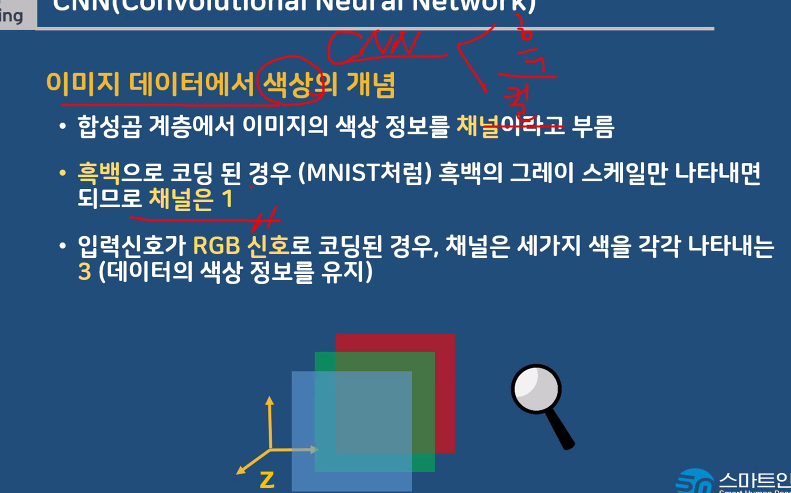 ing
CNN(Convolutional Neural Network)
CNN
이미지 데이터에서 색상의 개념
• 합성곱 계층에서 이미지의 색상 정보를 채널이라고 부름
• 흑백으로 코딩 된 경우 (MNIST처럼) 흑백의 그레이 스케일만 나타내면
되므로 채널은 1
• 입력신호가 RGB 신호로 코딩된 경우, 채널은 세가지 색을 각각 나타내는
3 (데이터의 색상 정보를 유지)
Z
스마트인